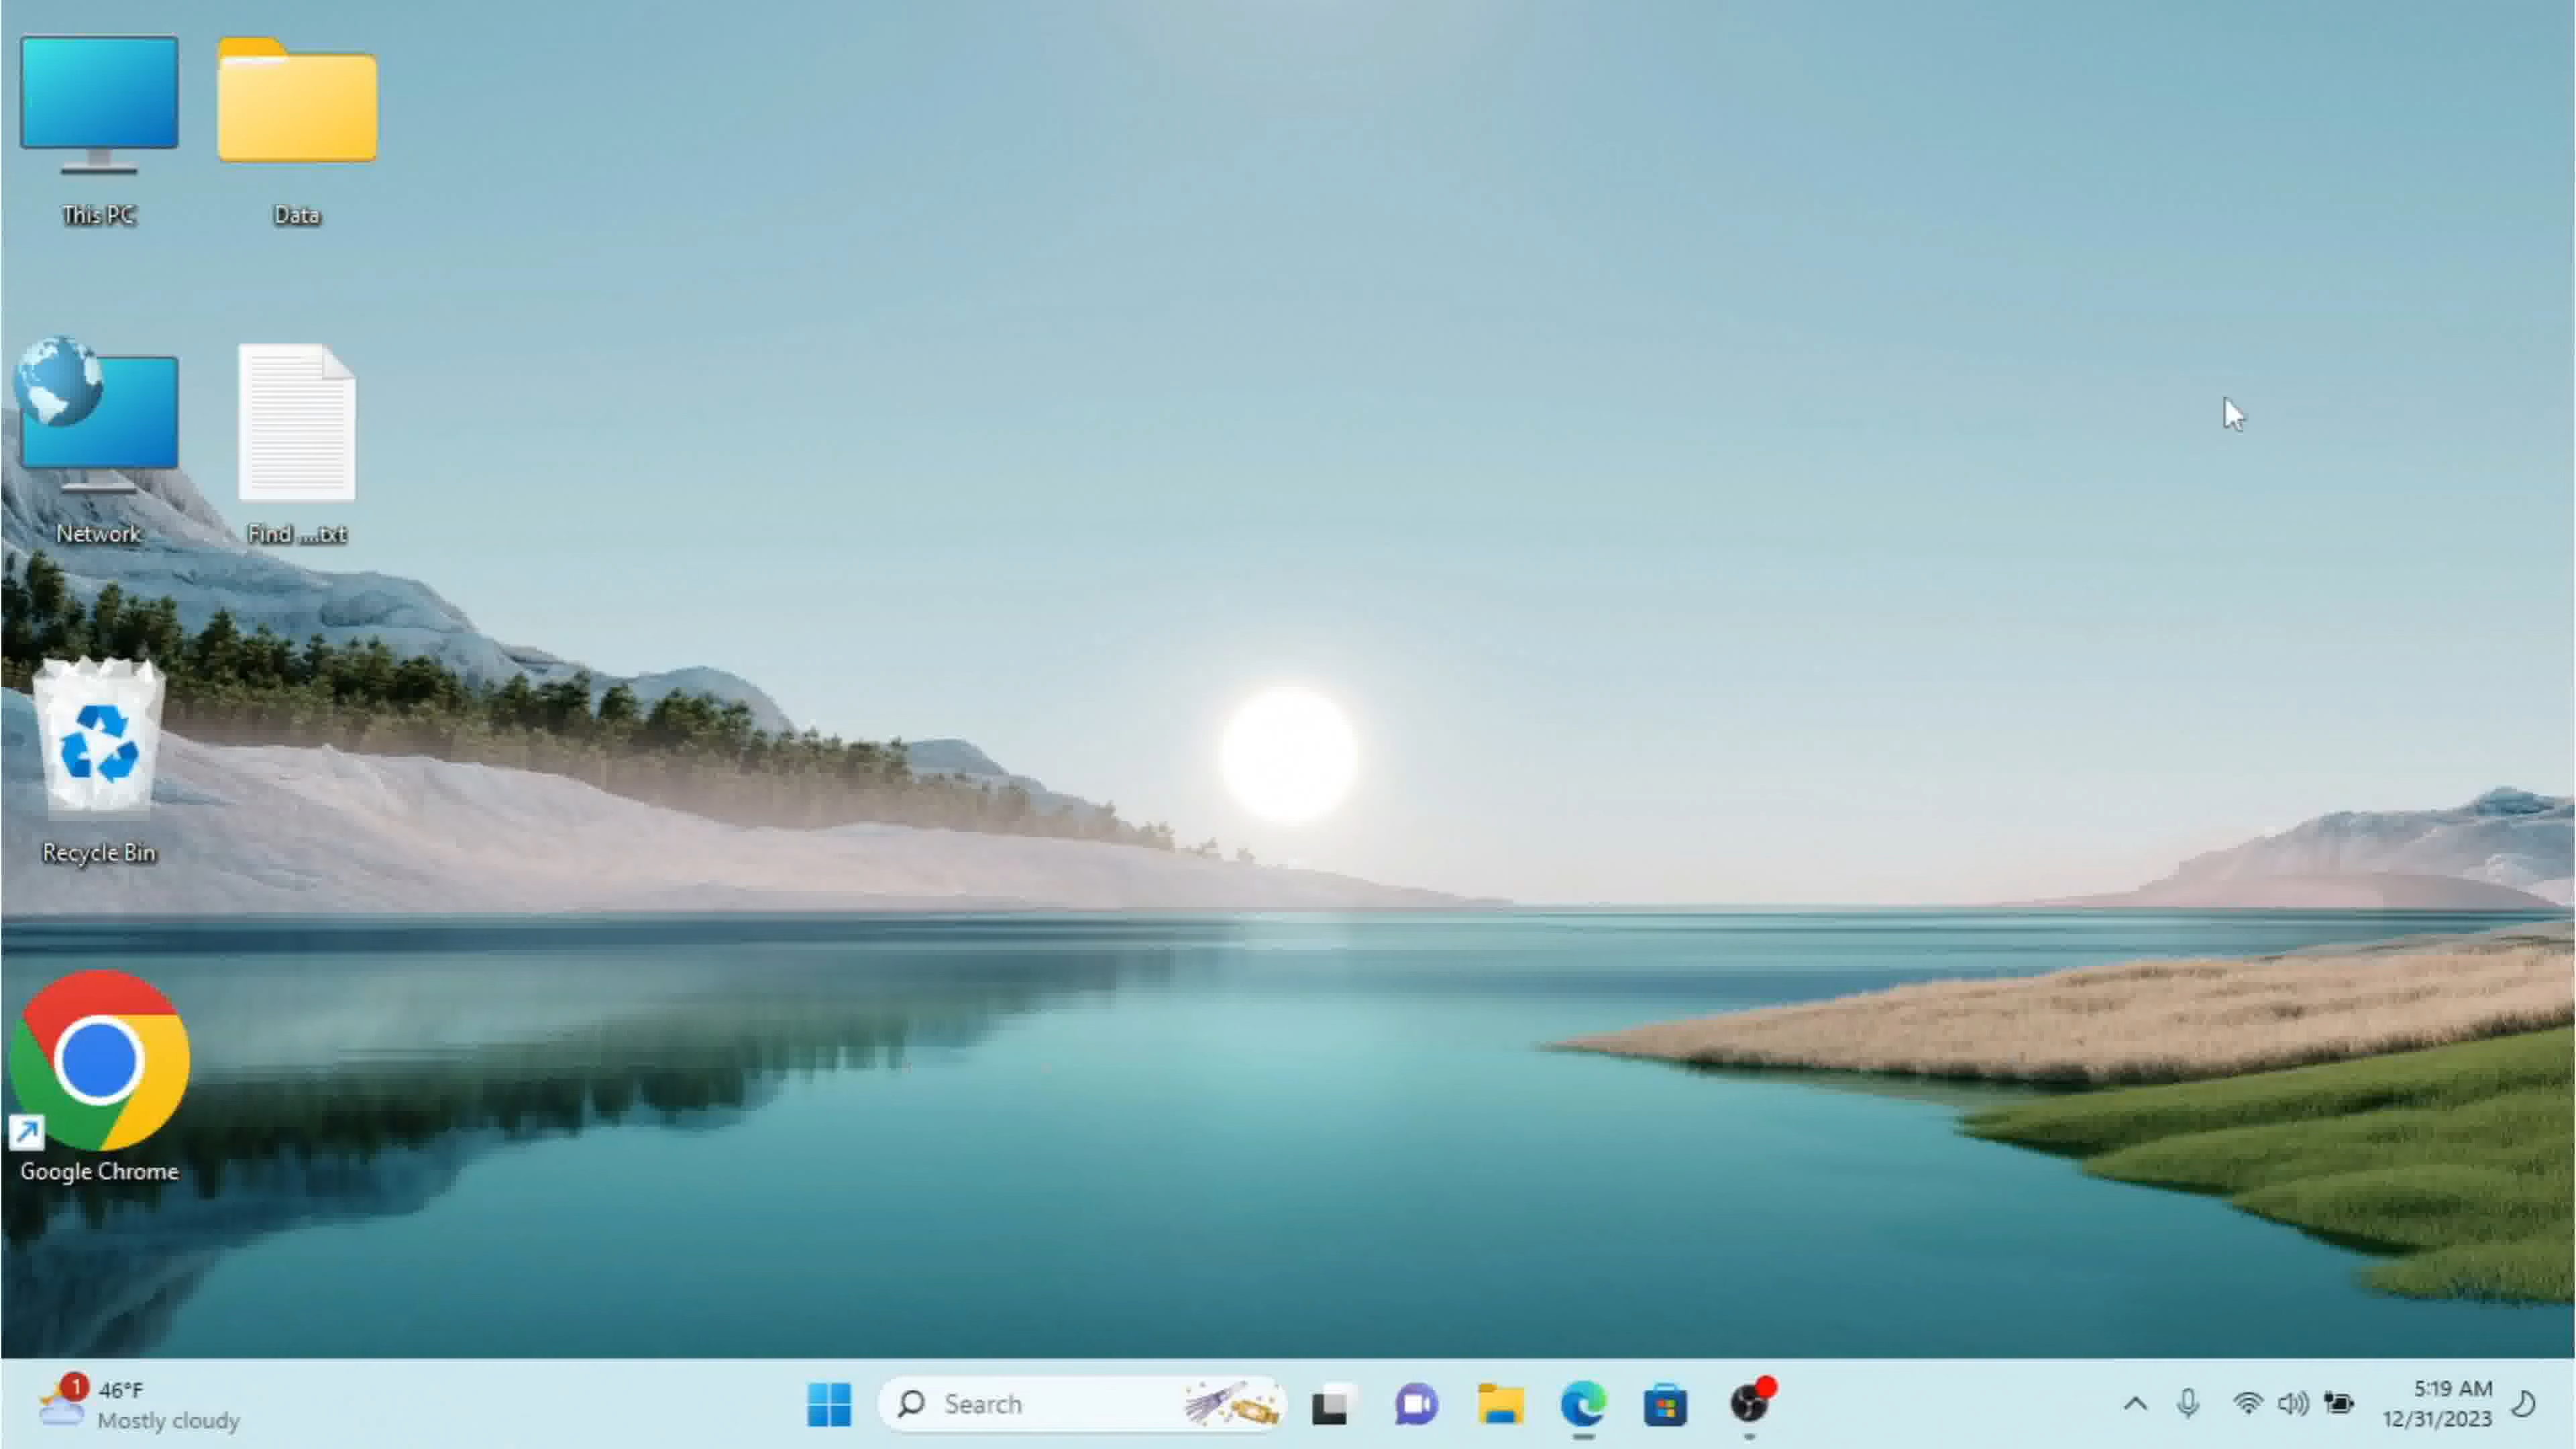 This PC
Data
Network
Find ....txt
Recycle Bin
Google Chrome
1
46°F
Mostly cloudy
Search
5:19 AM
12/31/2023